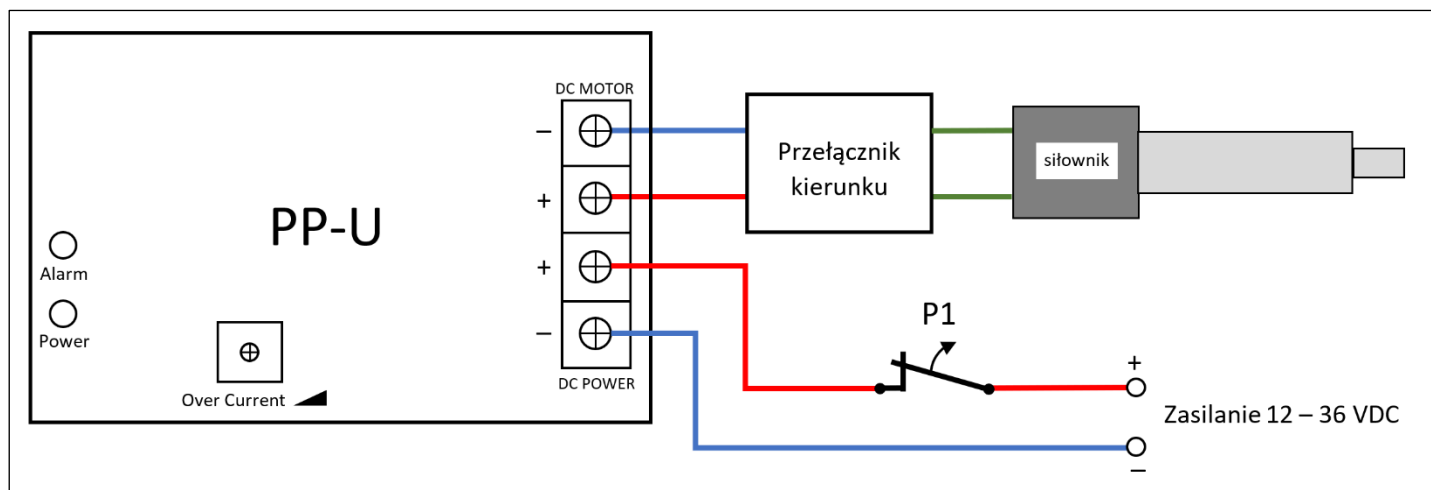 DC MOTOR
–
+
+
–
DC POWER
PP-U
Alarm
Power
Over Current
Przełącznik
kierunku
siłownik
P1
+
–
Zasilanie 12 – 36 VDC